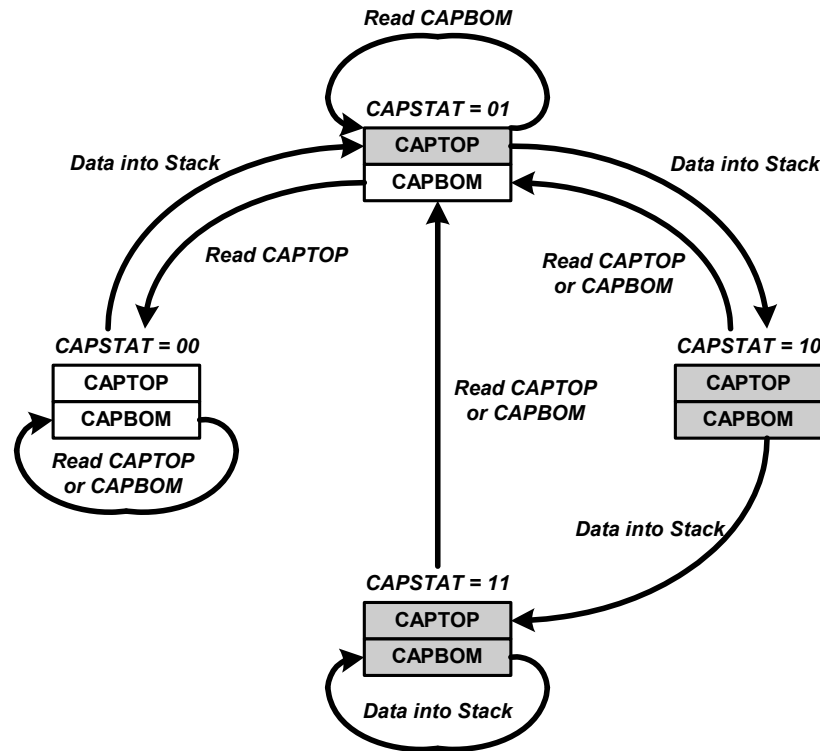 Read CAPBOM
CAPSTAT = 01
CAPTOP
CAPBOM
Data into Stack
Data into Stack
Read CAPTOP
Read CAPTOP
or CAPBOM
CAPSTAT = 00
CAPTOP
CAPBOM
Read CAPTOP
or CAPBOM
Read CAPTOP
or CAPBOM
CAPSTAT = 10
CAPTOP
CAPBOM
Data into Stack
CAPSTAT = 11
CAPTOP
CAPBOM
Data into Stack